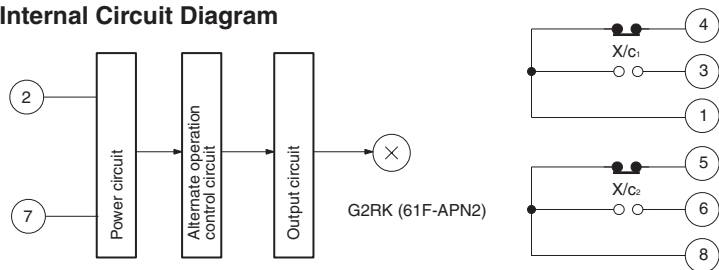 Internal Circuit Diagram
2
7
Power circuit
Alternate operation
control circuit
Output circuit
X
G2RK (61F-APN2)
4
X/c1
3
1
5
X/c2
6
8